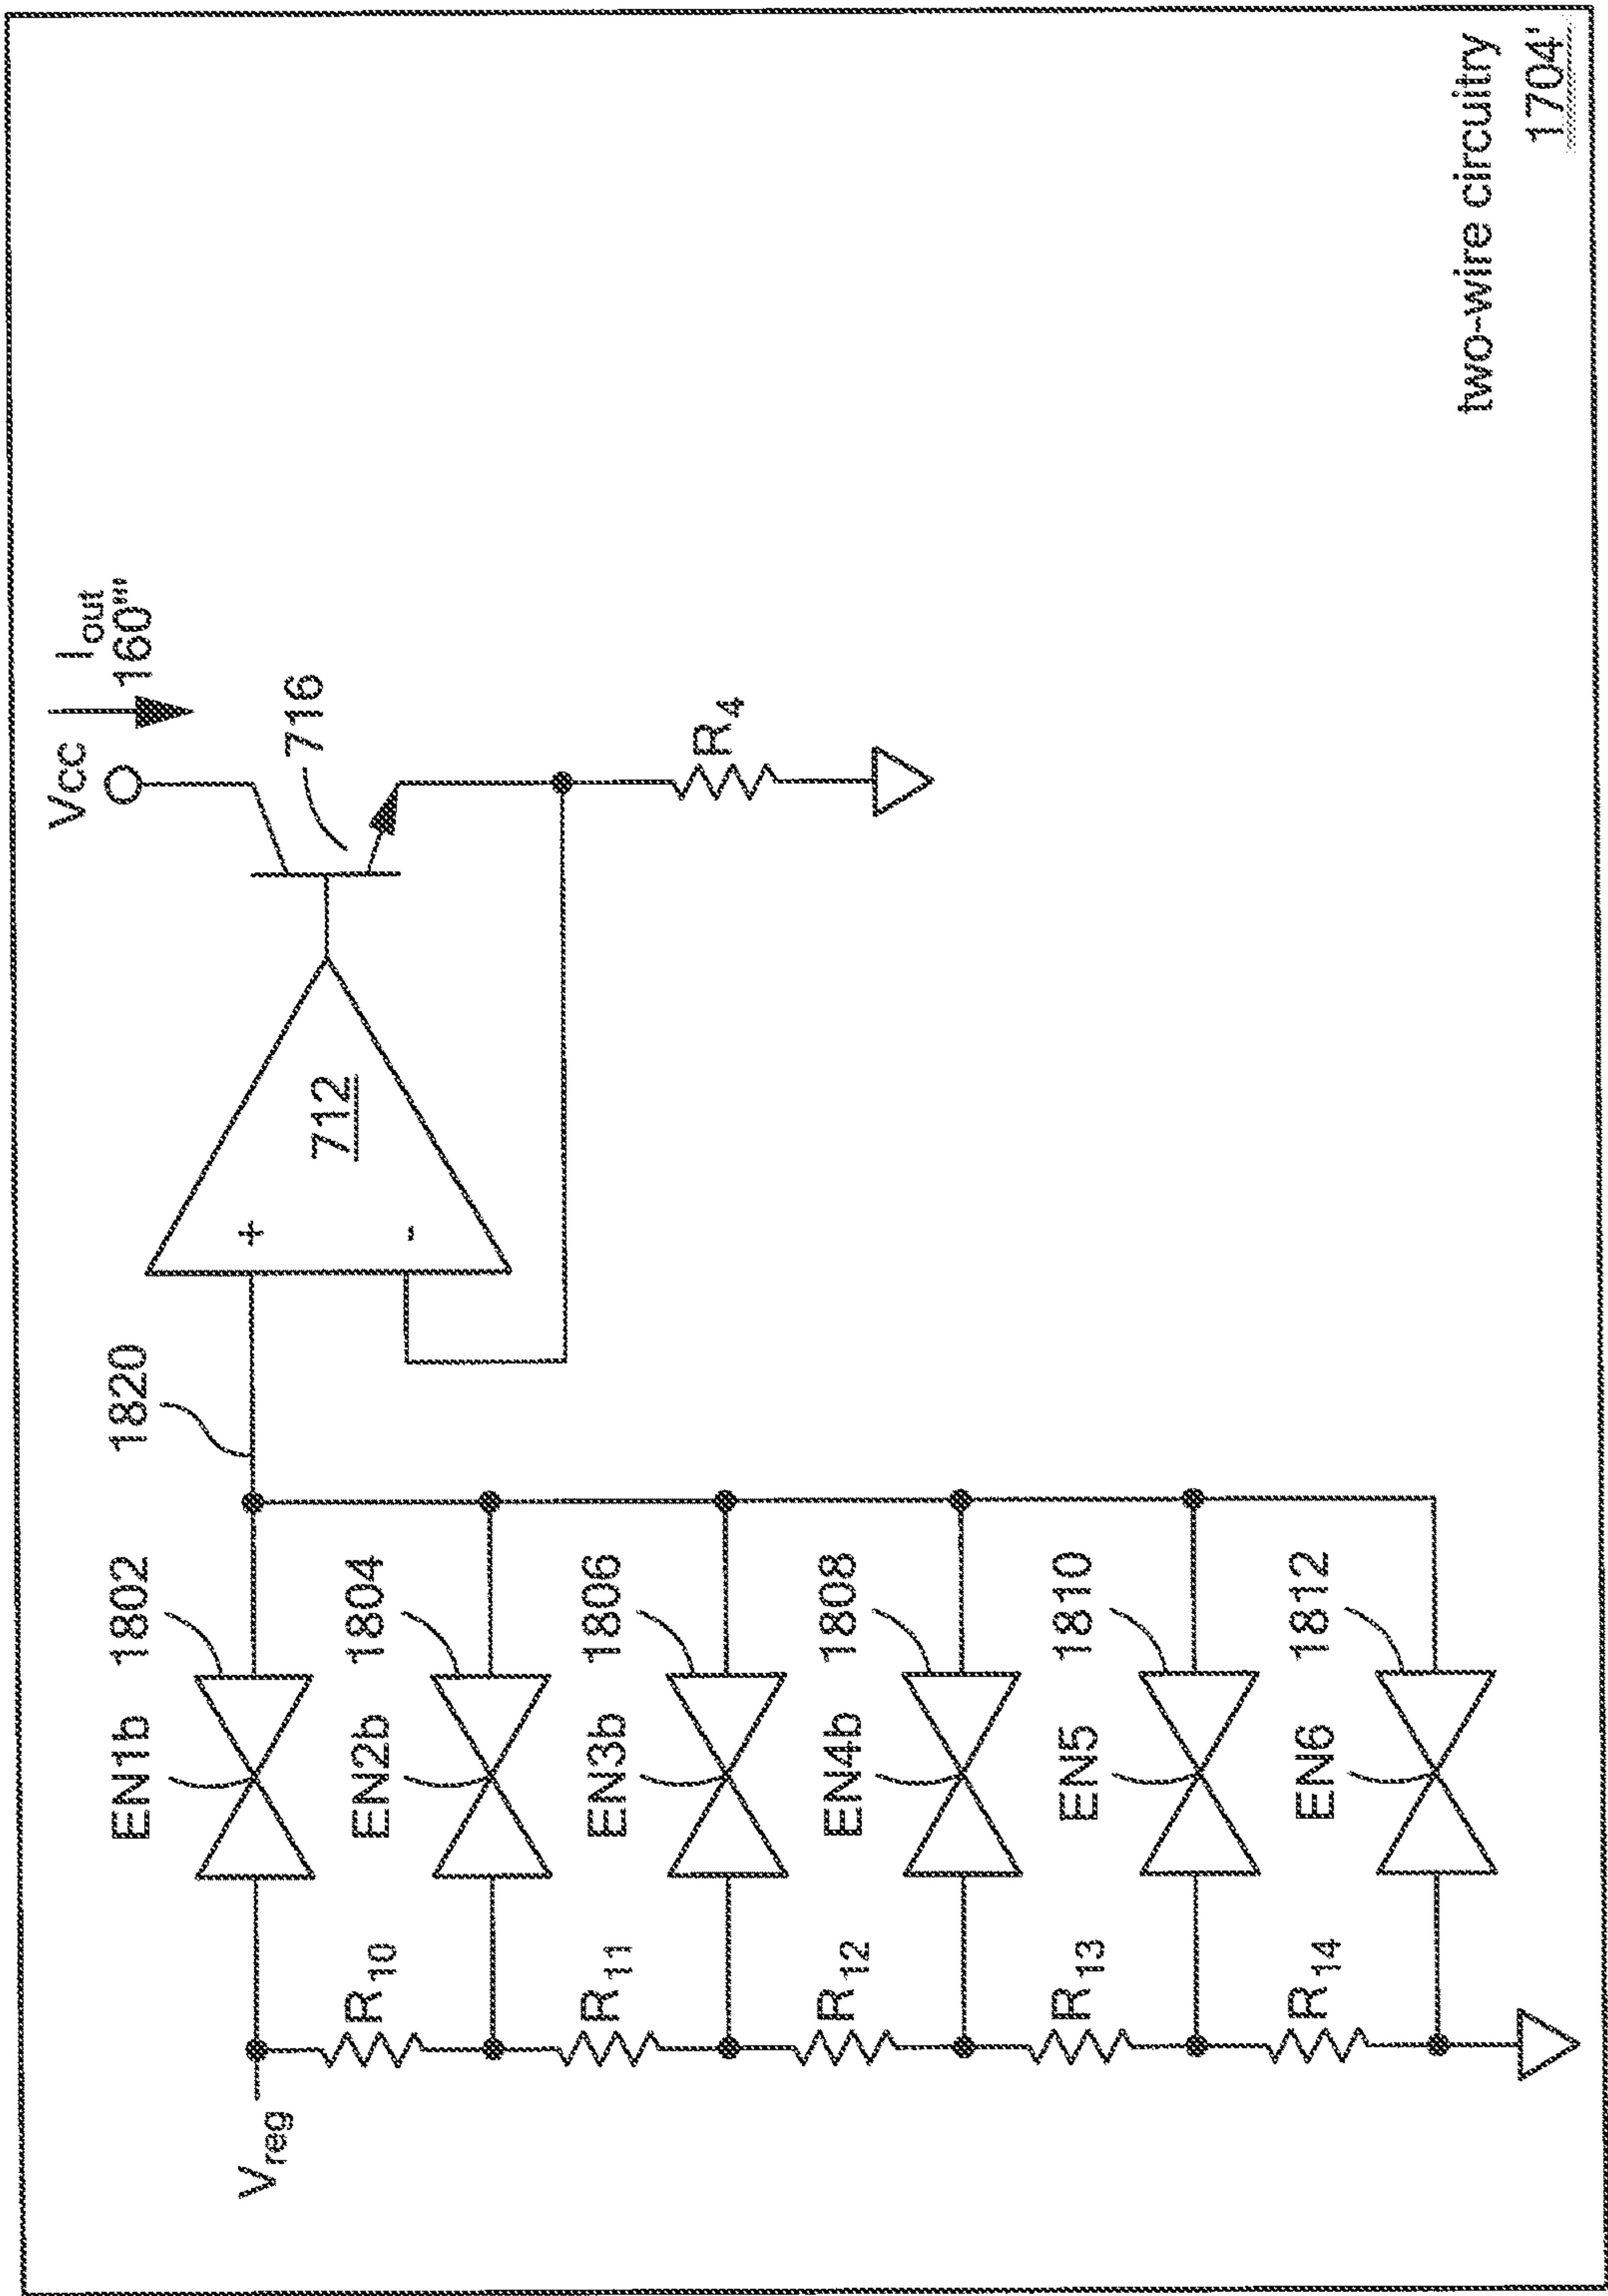 Vcc
Iout
160'''
716
R4
712
+
-
1820
EN1b 1802
EN2b 1804
EN3b 1806
EN4b 1808
EN5 1810
EN6 1812
Vreg
R10
R11
R12
R13
R14
two-wire circuitry
1704'